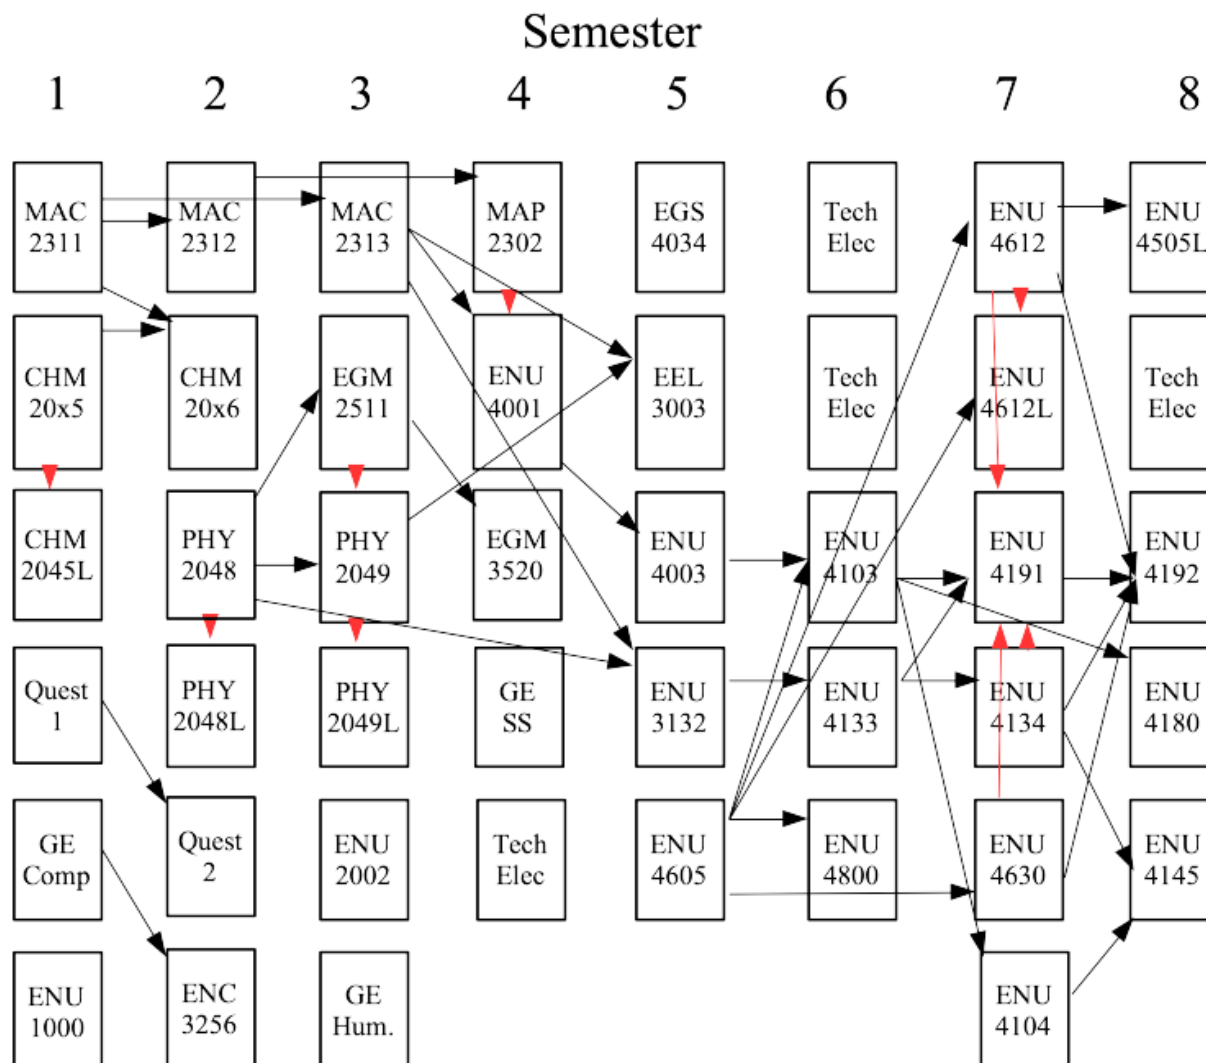 Semester
1 2 3 4 5 6 7 8
MAC
2311
MAC
2312
MAC
2313
MAP
2302
EGS
4034
Tech
Elec
ENU
4612
ENU
4505L
CHM
20x5
CHM
20x6
EGM
2511
ENU
4001
EEL
3003
Tech
Elec
ENU
4612L
Tech
Elec
CHM
2045L
PHY
2048
PHY
2049
EGM
3520
ENU
4003
ENU
4103
ENU
4191
ENU
4192
Quest
1
PHY
2048L
PHY
2049L
GE
SS
ENU
3132
ENU
4133
ENU
4134
ENU
4180
GE
Comp
Quest
2
ENU
2002
Tech
Elec
ENU
4605
ENU
4800
ENU
4630
ENU
4145
ENU
1000
ENC
3256
GE
Hum.
ENU
4104